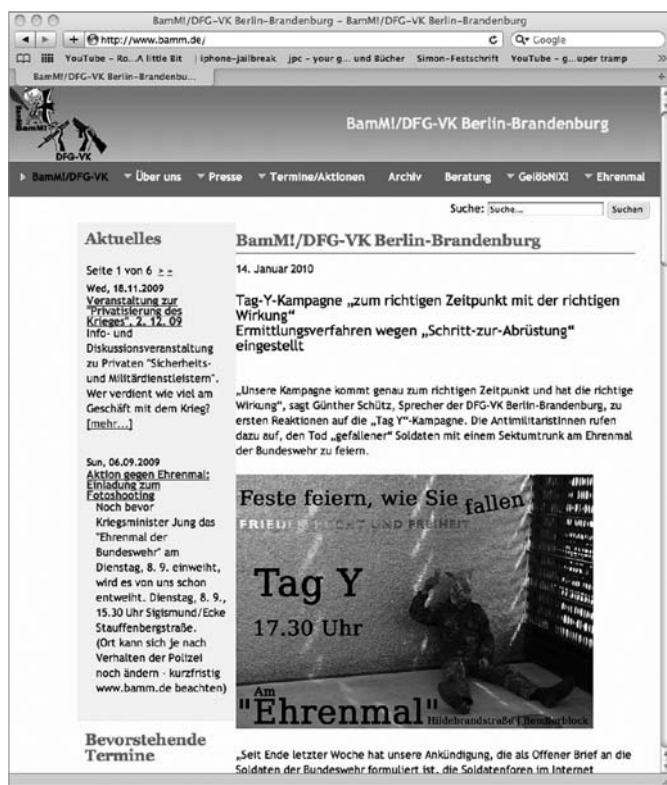 BamM!/DFG-VK Berlin-Brandenburg – BamM!/DFG-VK Berlin-Brandenburg
http://www.bamm.de/
Google
YouTube - Ro...A little Bit
iphone-jailbreak
jpc - your g... und Bücher
Simon-Festschrift
YouTube - g...uper tramp
BamM!/DFG-VK Berlin-Brandenbu...
BamM!
DFG-VK
BamM!/DFG-VK Berlin-Brandenburg
BamM!/DFG-VK
Über uns
Presse
Termine/Aktionen
Archiv
Beratung
GelöbNIX!
Ehrenmal
Suche: Suche... Suchen
Aktuelles
Seite 1 von 6 > »
Wed, 18.11.2009
Veranstaltung zur
"Privatisierung des
Krieges", 2. 12. 09
Info- und
Diskussionsveranstaltung
zu Privaten "Sicherheits-
und Militärdienstleistern".
Wer verdient wie viel am
Geschäft mit dem Krieg?
[mehr...]
Sun, 06.09.2009
Aktion gegen Ehrenmal:
Einladung zum
Fotoshooting
Noch bevor
Kriegsminister Jung das
"Ehrenmal der
Bundeswehr" am
Dienstag, 8. 9. einweiht,
wird es von uns schon
entweiht. Dienstag, 8. 9.,
15.30 Uhr Sigismund/Ecke
Stauffenbergstraße.
(Ort kann sich je nach
Verhalten der Polizei
noch ändern - kurzfristig
www.bamm.de beachten)
Bevorstehende
Termine
BamM!/DFG-VK Berlin-Brandenburg
14. Januar 2010
Tag-Y-Kampagne „zum richtigen Zeitpunkt mit der richtigen
Wirkung“
Ermittlungsverfahren wegen „Schritt-zur-Abrüstung“
eingestellt
„Unsere Kampagne kommt genau zum richtigen Zeitpunkt und hat die richtige
Wirkung“, sagt Günther Schütz, Sprecher der DFG-VK Berlin-Brandenburg, zu
ersten Reaktionen auf die „Tag Y“-Kampagne. Die AntimilitaristInnen rufen
dazu auf, den Tod „gefallener“ Soldaten mit einem Sektumtrunk am Ehrenmal
der Bundeswehr zu feiern.
Feste feiern, wie Sie fallen
UND FREIHEIT
Tag Y
17.30 Uhr
Am
"Ehrenmal"
Hildebrandstraße | Bendlerblock
„Seit Ende letzter Woche hat unsere Ankündigung, die als Offener Brief an die
Soldaten der Bundeswehr formuliert ist, die Soldatenforen im Internet